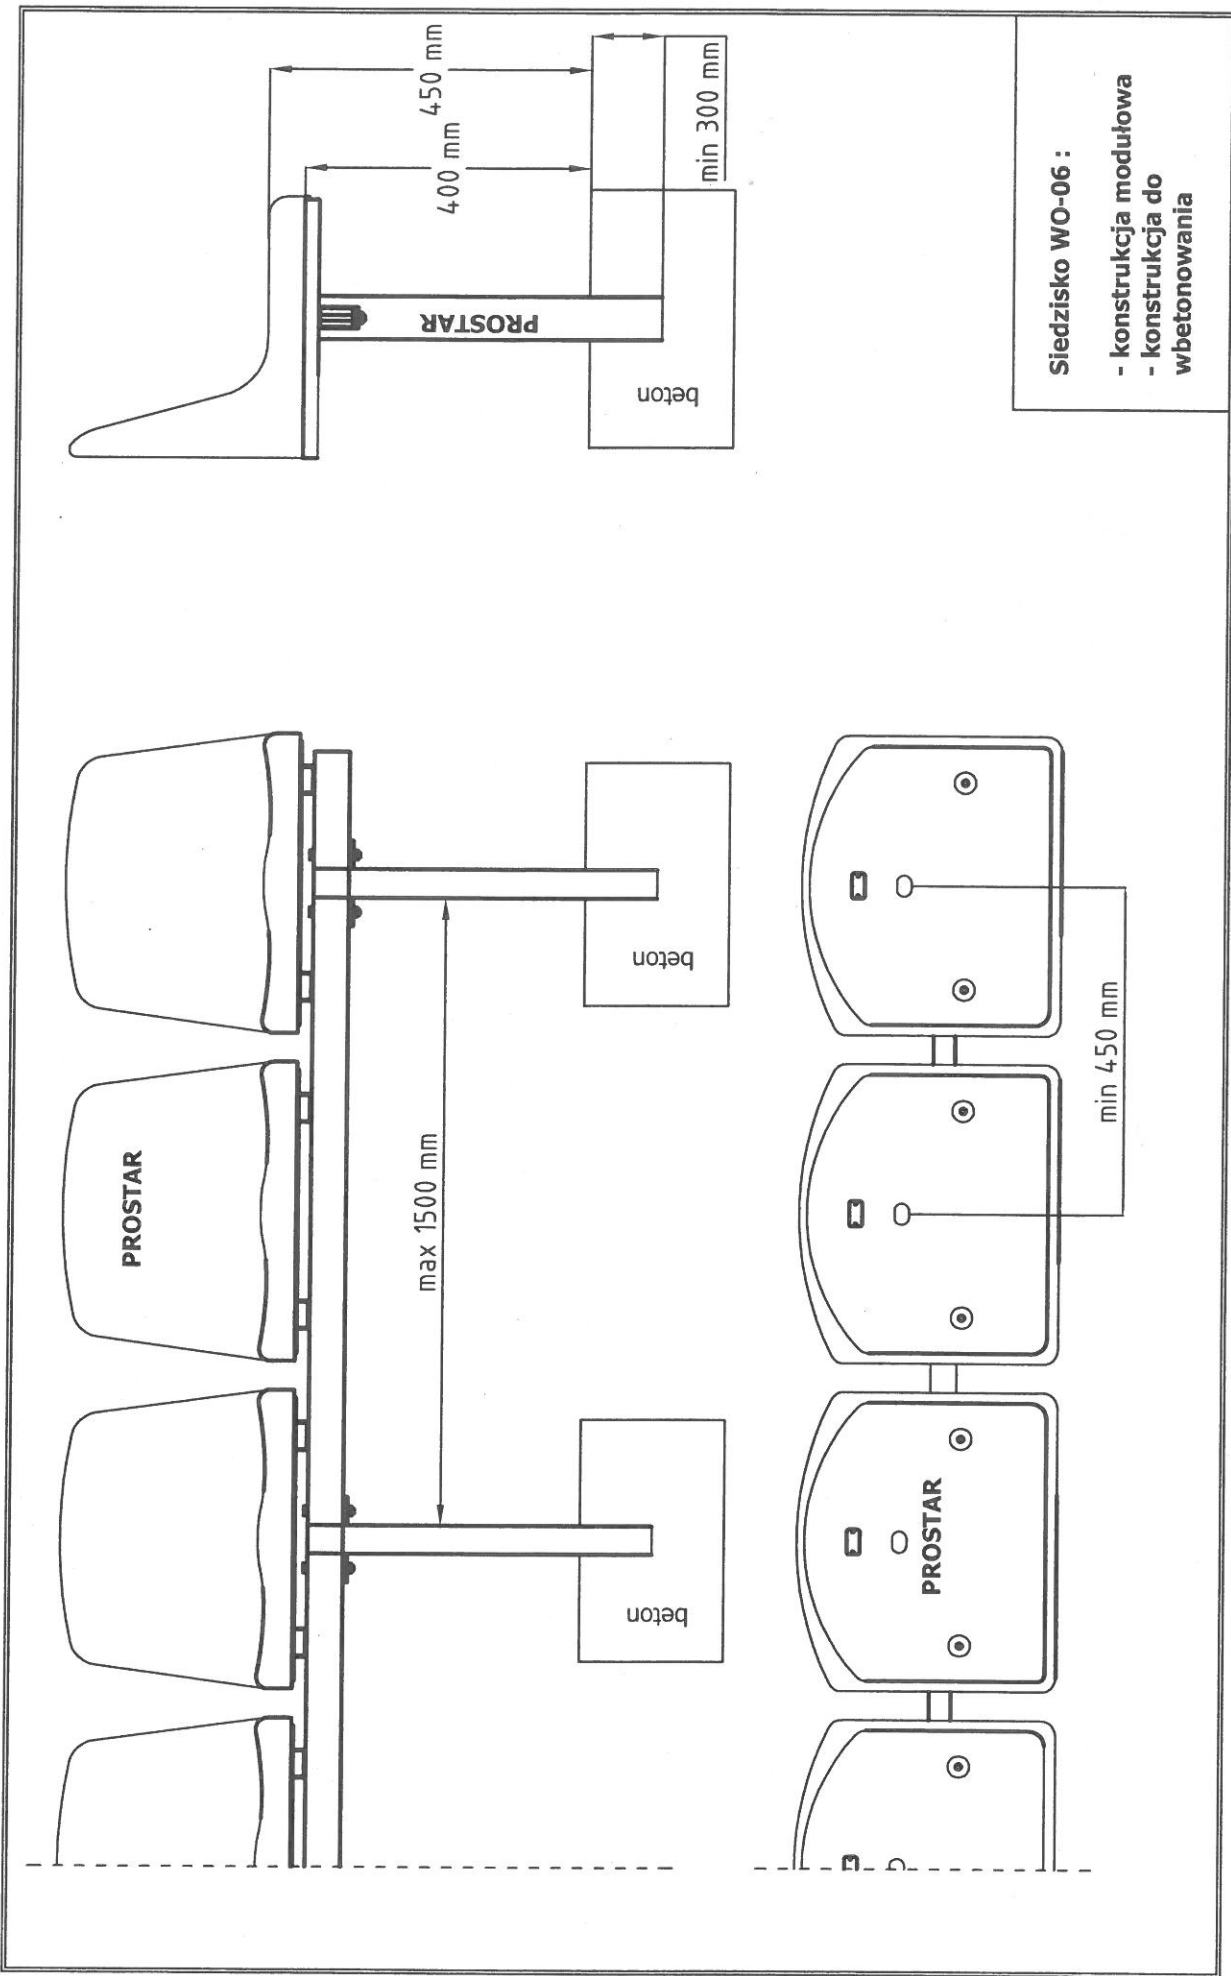 PROSTAR
max 1500 mm
beton
beton
450 mm
400 mm
PROSTAR
min 300 mm
beton
PROSTAR
min 450 mm
Siedzisko WO-06 :
- konstrukcja modułowa
- konstrukcja do
wbetonowania